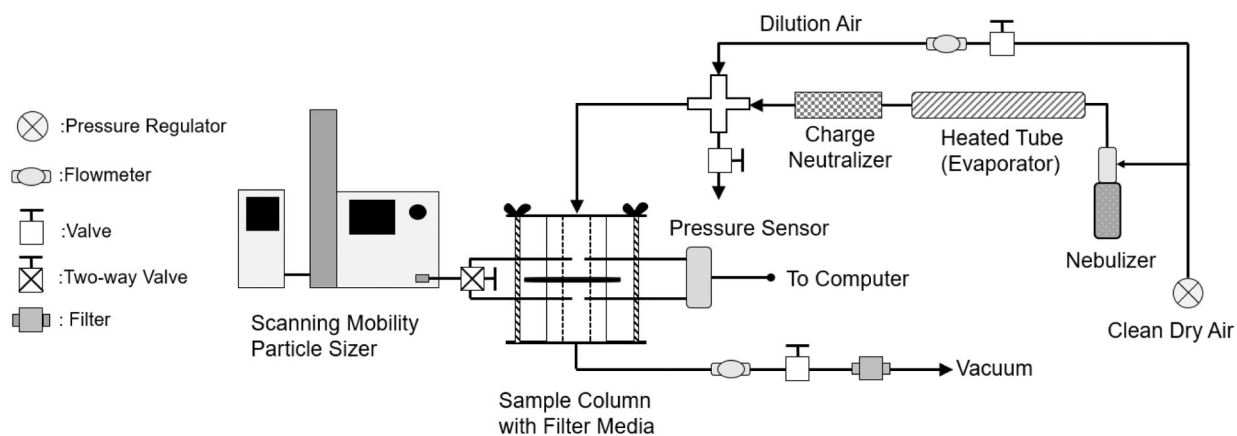 Dilution Air
:Pressure Regulator
:Flowmeter
:Valve
:Two-way Valve
: Filter
Charge
Neutralizer
Heated Tube
(Evaporator)
Nebulizer
Clean Dry Air
Pressure Sensor
To Computer
Scanning Mobility
Particle Sizer
Vacuum
Sample Column
with Filter Media